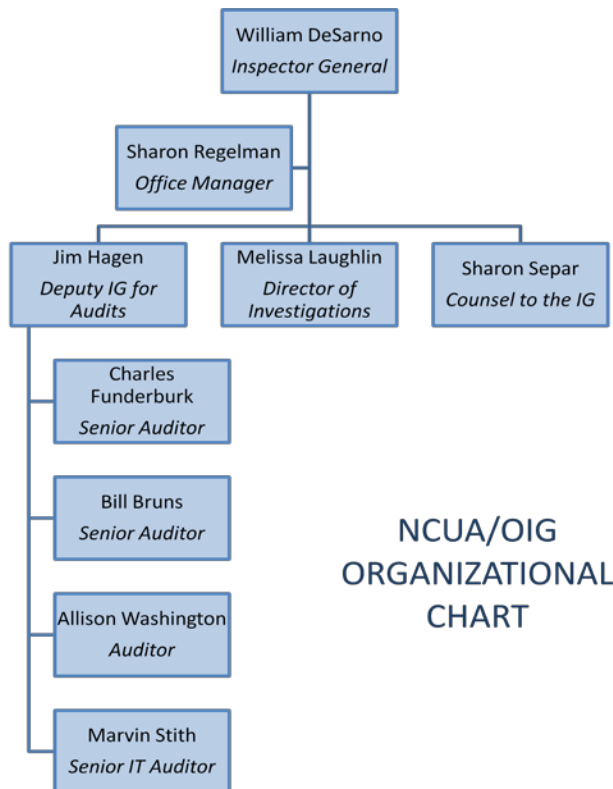 William DeSarno
Inspector General
Sharon Regelman
Office Manager
Jim Hagen
Deputy IG for
Audits
Melissa Laughlin
Director of
Investigations
Sharon Separ
Counsel to the IG
Charles
Funderburk
Senior Auditor
Bill Bruns
Senior Auditor
Allison Washington
Auditor
Marvin Stith
Senior IT Auditor
NCUA/OIG
ORGANIZATIONAL
CHART